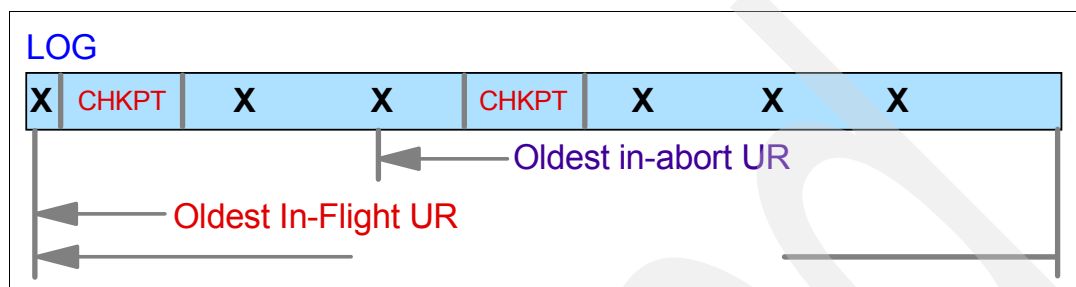 LOG
X CHKPT X X CHKPT X X X
Oldest in-abort UR
Oldest In-Flight UR